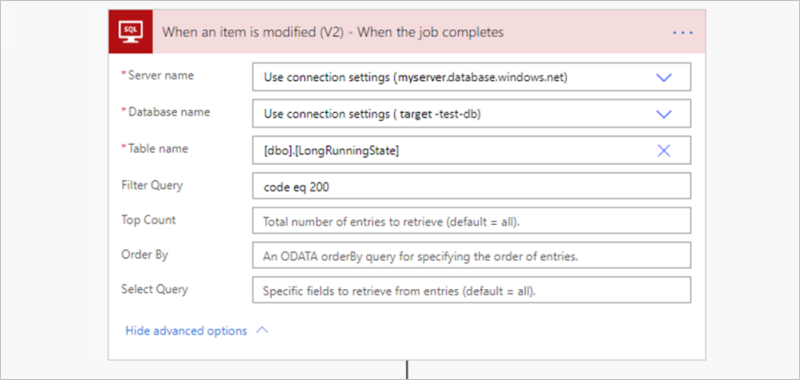 SQL
When an item is modified (V2) - When the job completes
* Server name
Use connection settings (myserver.database.windows.net)
* Database name
Use connection settings ( target -test-db)
* Table name
[dbo].[LongRunningState]
Filter Query
code eq 200
Top Count
Total number of entries to retrieve (default = all).
Order By
An ODATA orderBy query for specifying the order of entries.
Select Query
Specific fields to retrieve from entries (default = all).
Hide advanced options